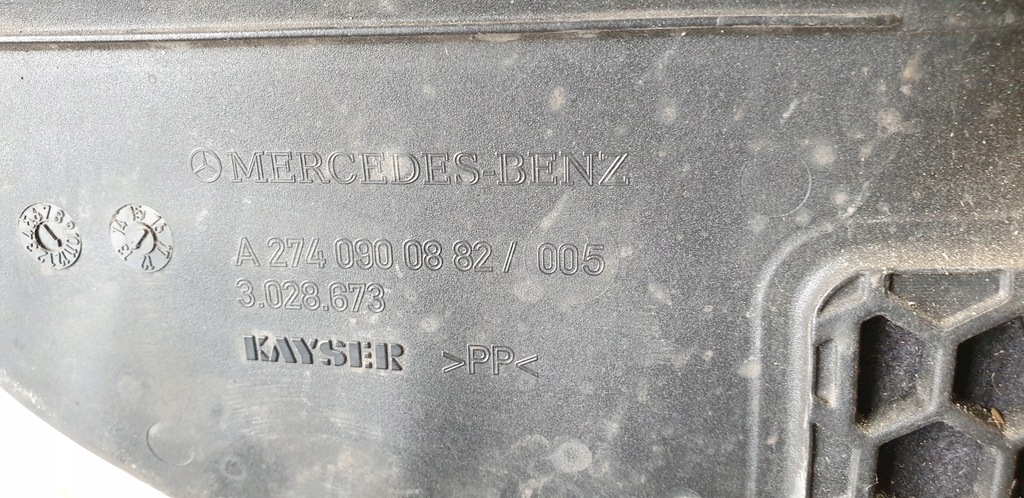 MERCEDES-BENZ
A 274 090 08 82 / 005
3.028.673
KAYSER >PP<